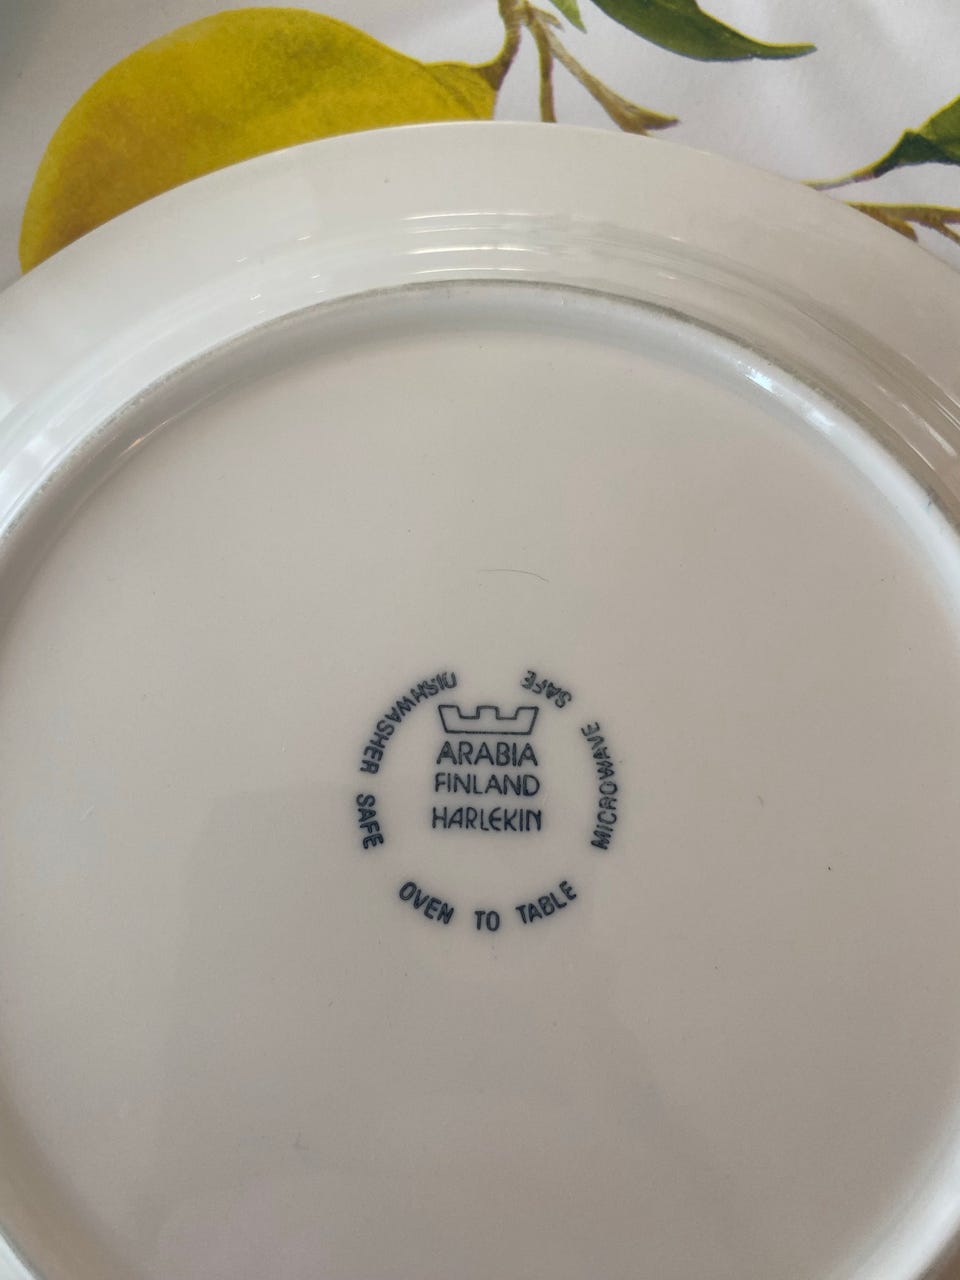 ARABIA
FINLAND
HARLEKIN
DISHWASHER SAFE
OVEN TO TABLE
MICROWAVE SAFE